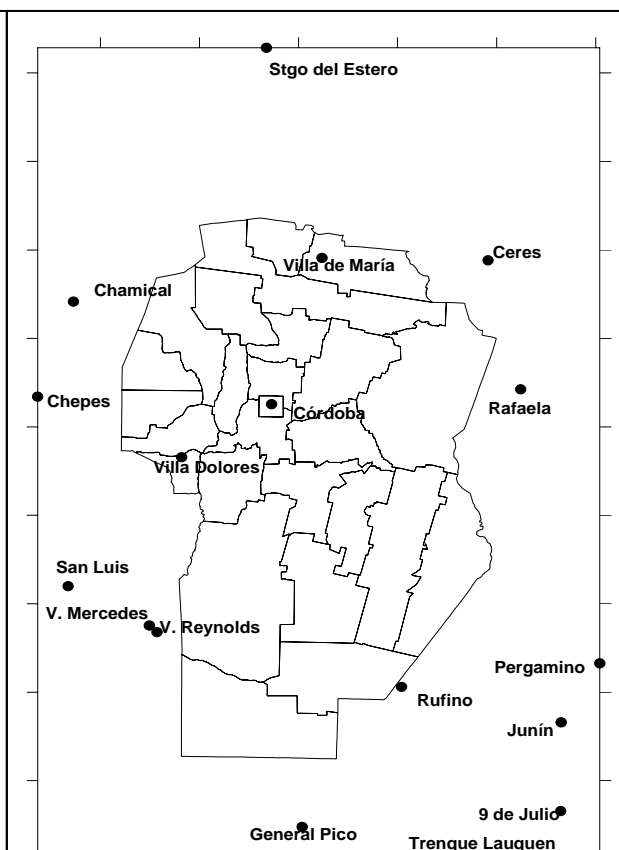 Stgo del Estero
Villa de María
Ceres
Chamical
Chepes
Córdoba
Rafaela
Villa Dolores
San Luis
V. Mercedes
V. Reynolds
Pergamino
Rufino
Junín
9 de Julio
General Pico
Trenque Lauquen